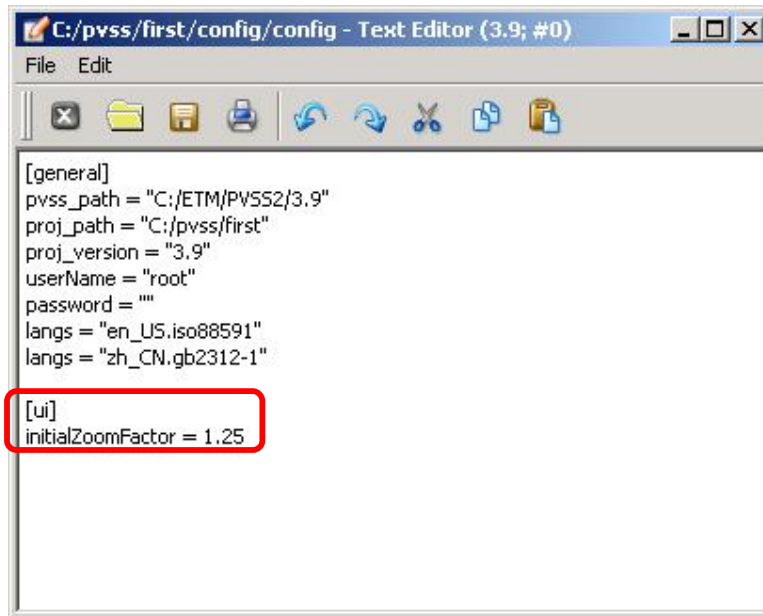 C:/pvss/first/config/config - Text Editor (3.9; #0)
File Edit
[general]
pvss_path = "C:/ETM/PVSS2/3.9"
proj_path = "C:/pvss/first"
proj_version = "3.9"
userName = "root"
password = ""
langs = "en_US.iso88591"
langs = "zh_CN.gb2312-1"
[ui]
initialZoomFactor = 1.25